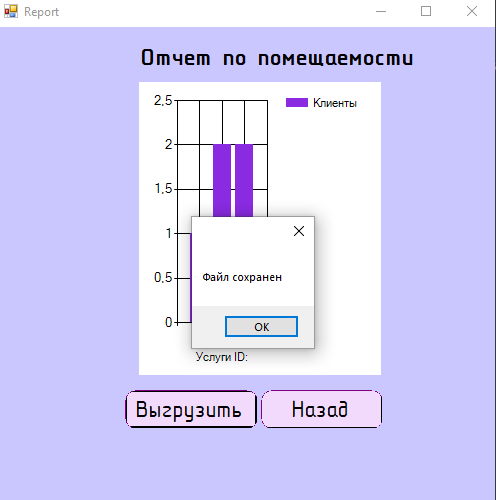 Report
Отчет по помещаемости
2,5
Клиенты
2
1,5
1
Файл сохранен
0,5
OK
0
Услуги ID:
Выгрузить Назад